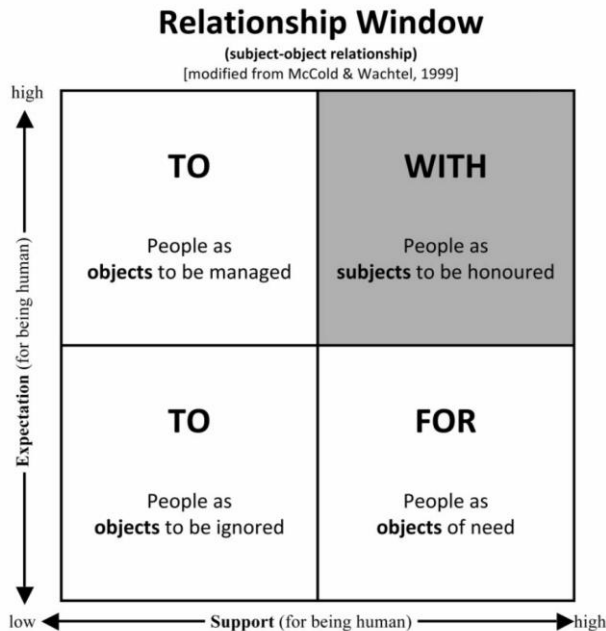 Relationship Window
(subject-object relationship)
[modified from McCold & Wachtel, 1999]
high
TO
People as
objects to be managed
WITH
People as
subjects to be honoured
Expectation (for being human)
TO
People as
objects to be ignored
FOR
People as
objects of need
low
Support (for being human)
high